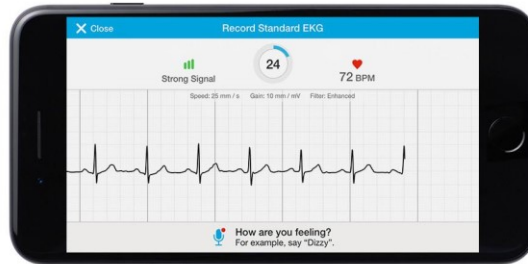 Close
Record Standard EKG
Strong Signal
24
72 BPM
Speed: 25 mm / s Gain: 10 mm / mV Filter: Enhanced
How are you feeling?
For example, say “Dizzy”.